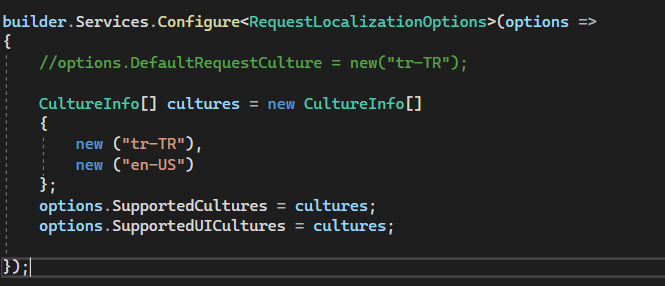 builder.Services.Configure<RequestLocalizationOptions>(options =>
{
    //options.DefaultRequestCulture = new("tr-TR");
    CultureInfo[] cultures = new CultureInfo[]
    {
        new ("tr-TR"),
        new ("en-US")
    };
    options.SupportedCultures = cultures;
    options.SupportedUICultures = cultures;
});